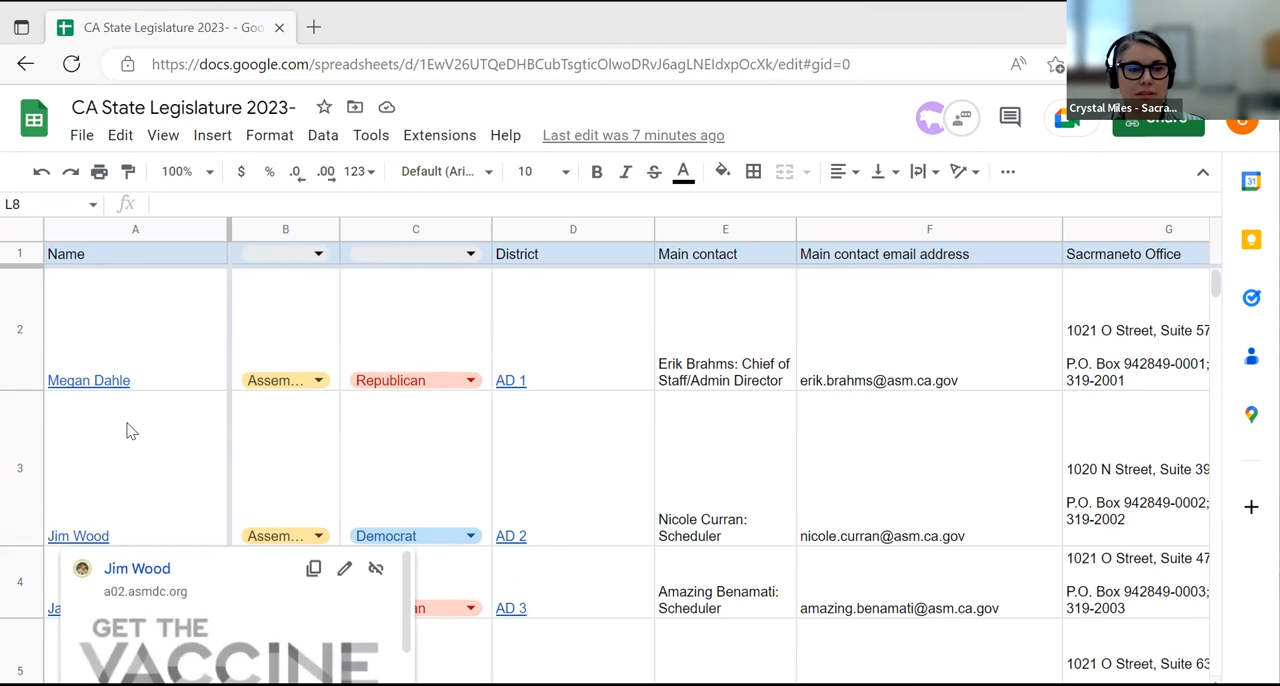 CA State Legislature 2023- - Goo
https://docs.google.com/spreadsheets/d/1EwV26UTQeDHBCubTsgticOlwoDRvJ6agLNEIdxpOcXk/edit#gid=0
Crystal Miles - Sacra...
CA State Legislature 2023-
File Edit View Insert Format Data Tools Extensions Help Last edit was 7 minutes ago
100% $ % .0 .00 123 Default (Ari... 10 B I S A
L8 fx
A B C D E F G
1 Name District Main contact Main contact email address Sacrmaneto Office
2 Megan Dahle Assem... Republican AD 1
Erik Brahms: Chief of
Staff/Admin Director
erik.brahms@asm.ca.gov
1021 O Street, Suite 57
P.O. Box 942849-0001;
319-2001
3 Jim Wood Assem... Democrat AD 2
Nicole Curran:
Scheduler
nicole.curran@asm.ca.gov
1020 N Street, Suite 39
P.O. Box 942849-0002;
319-2002
4 Ja an AD 3
Amazing Benamati:
Scheduler
amazing.benamati@asm.ca.gov
1021 O Street, Suite 47
P.O. Box 942849-0003;
319-2003
Jim Wood
a02.asmdc.org
GET THE
VACCINE
5
1021 O Street, Suite 63
31